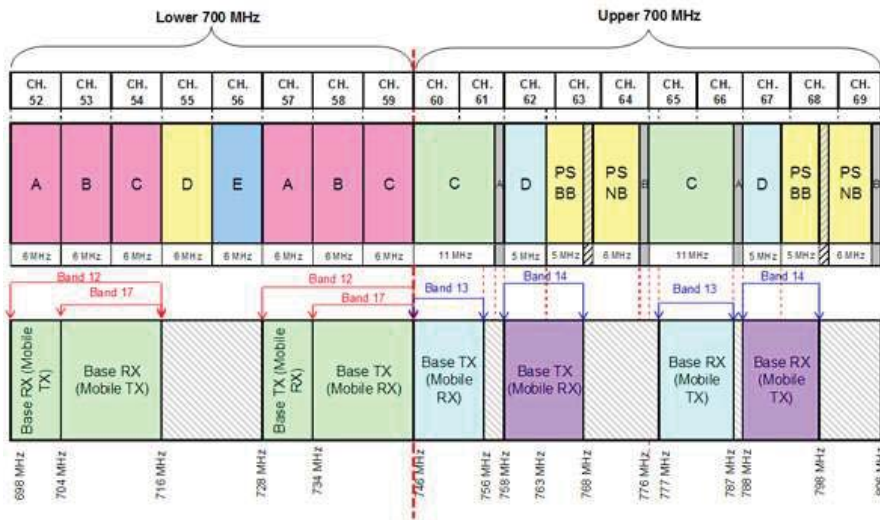 Lower 700 MHz
Upper 700 MHz
CH. 52
CH. 53
CH. 54
CH. 55
CH. 56
CH. 57
CH. 58
CH. 59
CH. 60
CH. 61
CH. 62
CH. 63
CH. 64
CH. 65
CH. 66
CH. 67
CH. 68
CH. 69
A
B
C
D
E
A
B
C
C
A
D
PS BB
PS NB
B
C
A
D
PS BB
PS NB
B
6 MHz
6 MHz
6 MHz
6 MHz
6 MHz
6 MHz
6 MHz
6 MHz
11 MHz
5 MHz
5 MHz
6 MHz
11 MHz
5 MHz
5 MHz
6 MHz
Band 12
Band 17
Band 12
Band 17
Band 13
Band 14
Band 13
Band 14
Base RX (Mobile TX)
Base RX
(Mobile TX)
Base TX (Mobile RX)
Base TX
(Mobile RX)
Base TX
(Mobile
RX)
Base TX
(Mobile RX)
Base RX
(Mobile
TX)
Base RX
(Mobile
TX)
698 MHz
704 MHz
716 MHz
728 MHz
734 MHz
746 MHz
756 MHz
758 MHz
763 MHz
768 MHz
776 MHz
777 MHz
787 MHz
788 MHz
798 MHz